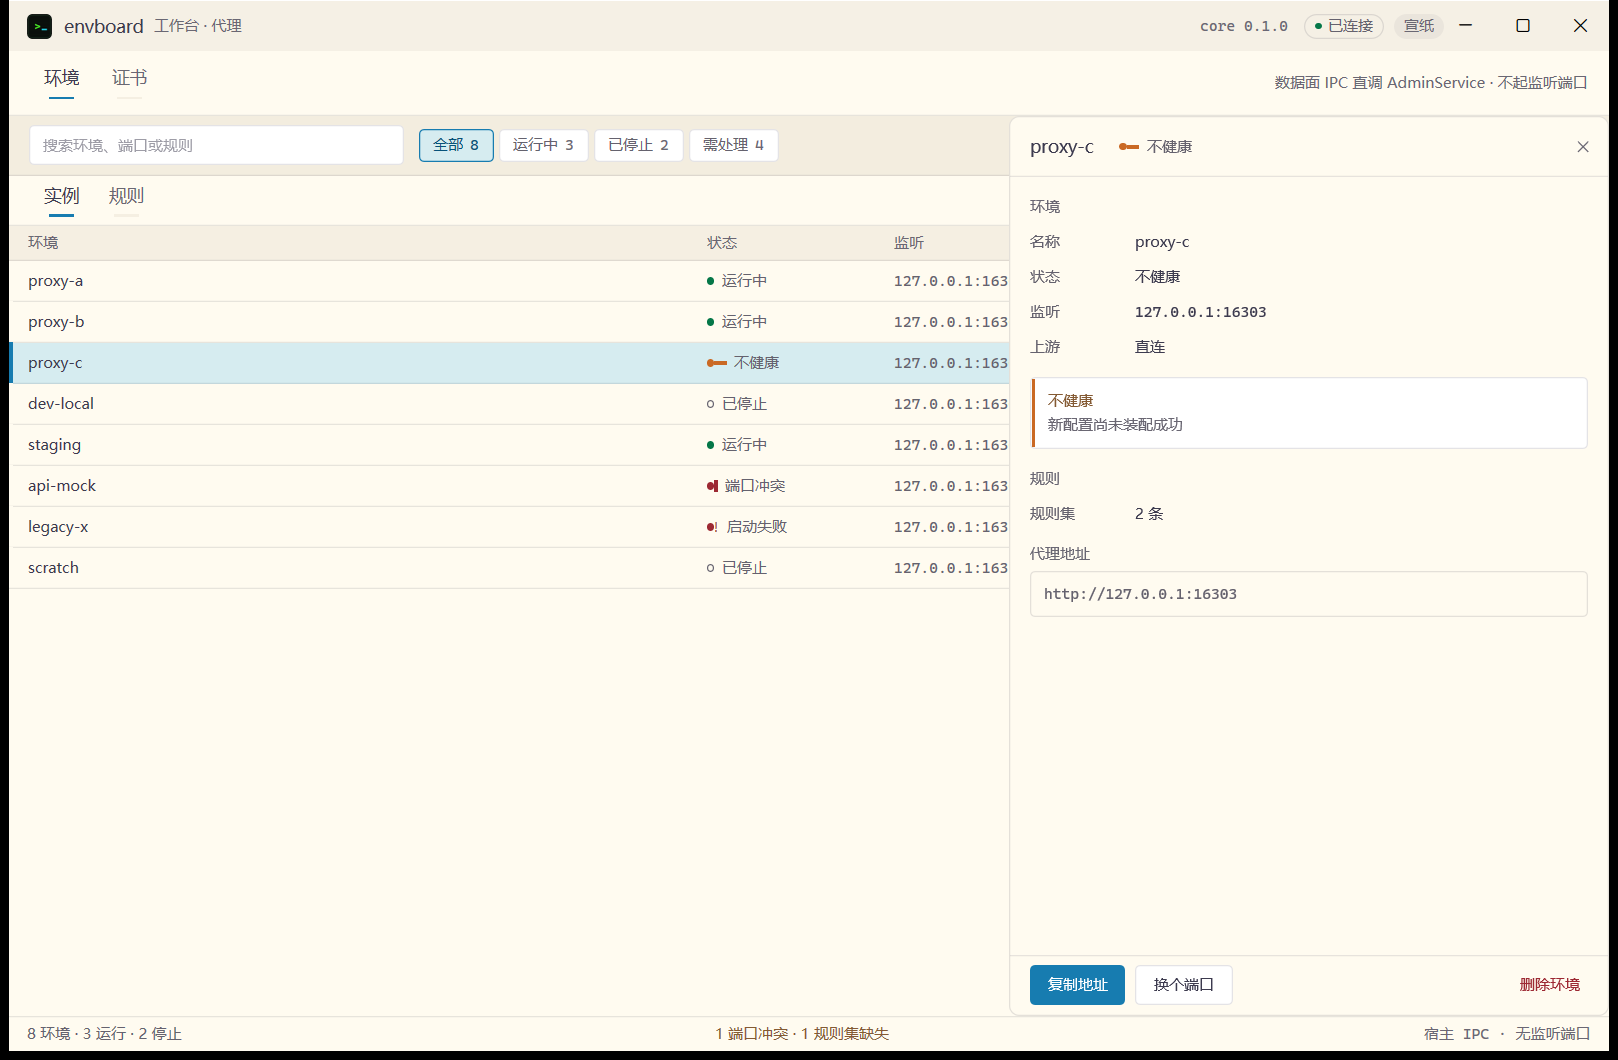 envboard 工作台 · 代理
core 0.1.0 已连接 宣纸
环境 证书
数据面 IPC 直调 AdminService · 不起监听端口
搜索环境、端口或规则
全部 8 运行中 3 已停止 2 需处理 4
实例 规则
环境 状态 监听
proxy-a 运行中 127.0.0.1:163
proxy-b 运行中 127.0.0.1:163
proxy-c 不健康 127.0.0.1:163
dev-local 已停止 127.0.0.1:163
staging 运行中 127.0.0.1:163
api-mock 端口冲突 127.0.0.1:163
legacy-x 启动失败 127.0.0.1:163
scratch 已停止 127.0.0.1:163
proxy-c 不健康
环境
名称 proxy-c
状态 不健康
监听 127.0.0.1:16303
上游 直连
不健康
新配置尚未装配成功
规则
规则集 2 条
代理地址
http://127.0.0.1:16303
复制地址 换个端口 删除环境
8 环境 · 3 运行 · 2 停止
1 端口冲突 · 1 规则集缺失
宿主 IPC · 无监听端口